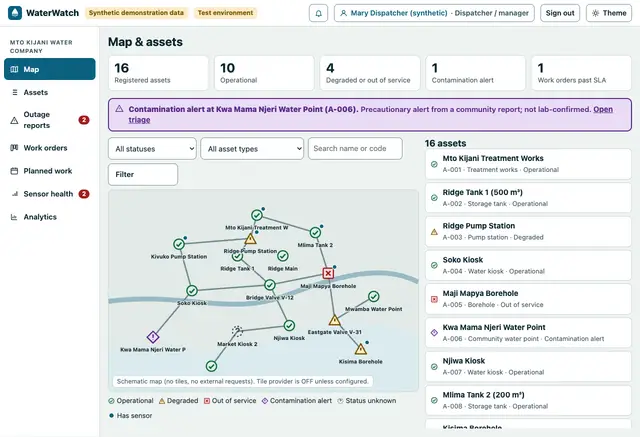 WaterWatch
Synthetic demonstration data
Test environment
Mary Dispatcher (synthetic) · Dispatcher / manager
Sign out
Theme
MTO KIJANI WATER
COMPANY
Map
Assets
Outage
reports
2
Work orders
Planned work
Sensor health
2
Analytics
Map & assets
16
Registered assets
10
Operational
4
Degraded or out of service
1
Contamination alert
1
Work orders past SLA
Contamination alert at Kwa Mama Njeri Water Point (A-006). Precautionary alert from a community report; not lab-confirmed. Open
triage
All statuses
All asset types
Search name or code
Filter
Mto Kijani Treatment W
Mlima Tank 2
Ridge Pump Station
Kivuko Pump Station
Ridge Tank 1
Ridge Main
Maji Mapya Borehole
Soko Kiosk
Bridge Valve V-12
Mwamba Water Point
Eastgate Valve V-31
Njiwa Kiosk
Market Kiosk 2
Kwa Mama Njeri Water P
Kisima Borehole
Schematic map (no tiles, no external requests). Tile provider is OFF unless configured.
Operational
Degraded
Out of service
Contamination alert
Status unknown
Has sensor
16 assets
Mto Kijani Treatment Works
A-001 · Treatment works · Operational
Ridge Tank 1 (500 m³)
A-002 · Storage tank · Operational
Ridge Pump Station
A-003 · Pump station · Degraded
Soko Kiosk
A-004 · Water kiosk · Operational
Maji Mapya Borehole
A-005 · Borehole · Out of service
Kwa Mama Njeri Water Point
A-006 · Community water point · Contamination alert
Njiwa Kiosk
A-007 · Water kiosk · Operational
Mlima Tank 2 (200 m³)
A-008 · Storage tank · Operational
Kisima Borehole